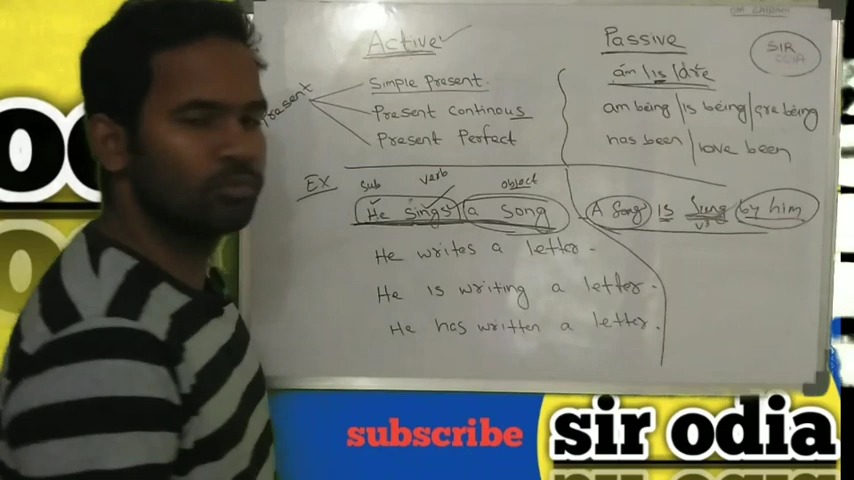 Active
Passive
SIR
ODIA
Present
Simple Present.
am | is | are
Present Continous
am being | is being | are being
Present Perfect
has been | have been
EX
sub verb object
He sings a song
A Song is Sung by him
v3
He writes a letter.
He is writing a letter.
He has written a letter.
subscribe
sir odia